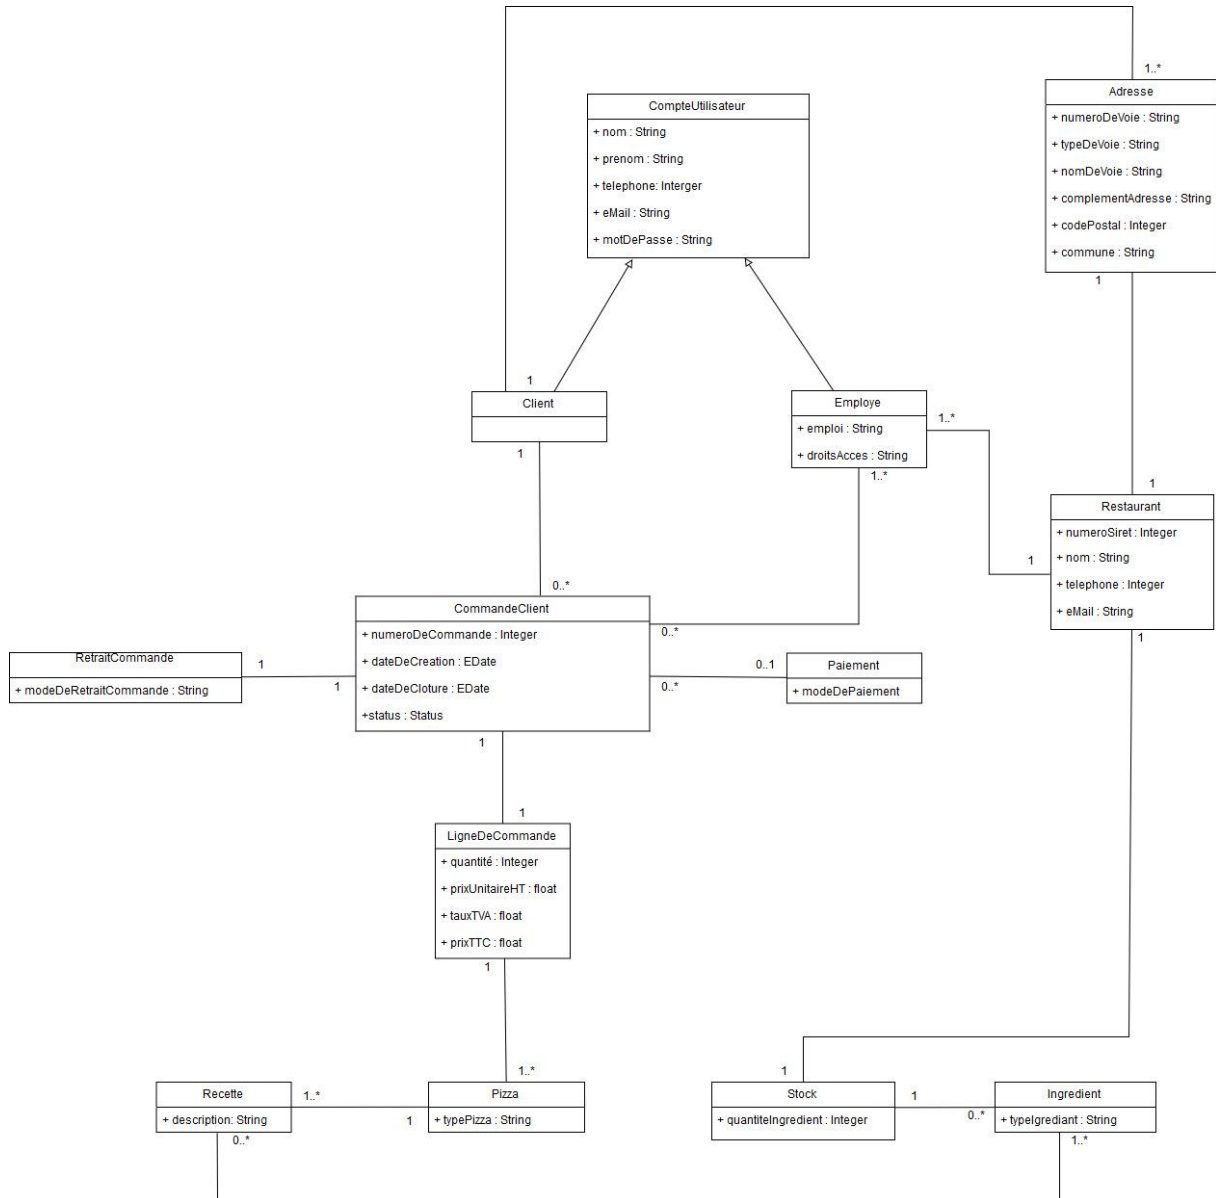 1..*
Adresse
+ numeroDeVoie : String
+ typeDeVoie : String
+ nomDeVoie : String
+ complementAdresse : String
+ codePostal : Integer
+ commune : String
1
CompteUtilisateur
+ nom : String
+ prenom : String
+ telephone: Interger
+ eMail : String
+ motDePasse : String
1
Client
1
Employe
+ emploi : String
+ droitsAcces : String
1..*
1..*
1
1
Restaurant
+ numeroSiret : Integer
+ nom : String
+ telephone : Integer
+ eMail : String
1
0..*
CommandeClient
+ numeroDeCommande : Integer
+ dateDeCreation : EDate
+ dateDeCloture : EDate
+status : Status
0..*
0..*
0..1
Paiement
+ modeDePaiement
RetraitCommande
+ modeDeRetraitCommande : String
1
1
1
1
LigneDeCommande
+ quantité : Integer
+ prixUnitaireHT : float
+ tauxTVA : float
+ prixTTC : float
1
1..*
Recette
+ description: String
0..*
1..*
1
Pizza
+ typePizza : String
1
Stock
+ quantiteIngredient : Integer
1
0..*
Ingredient
+ typeIgrediant : String
1..*